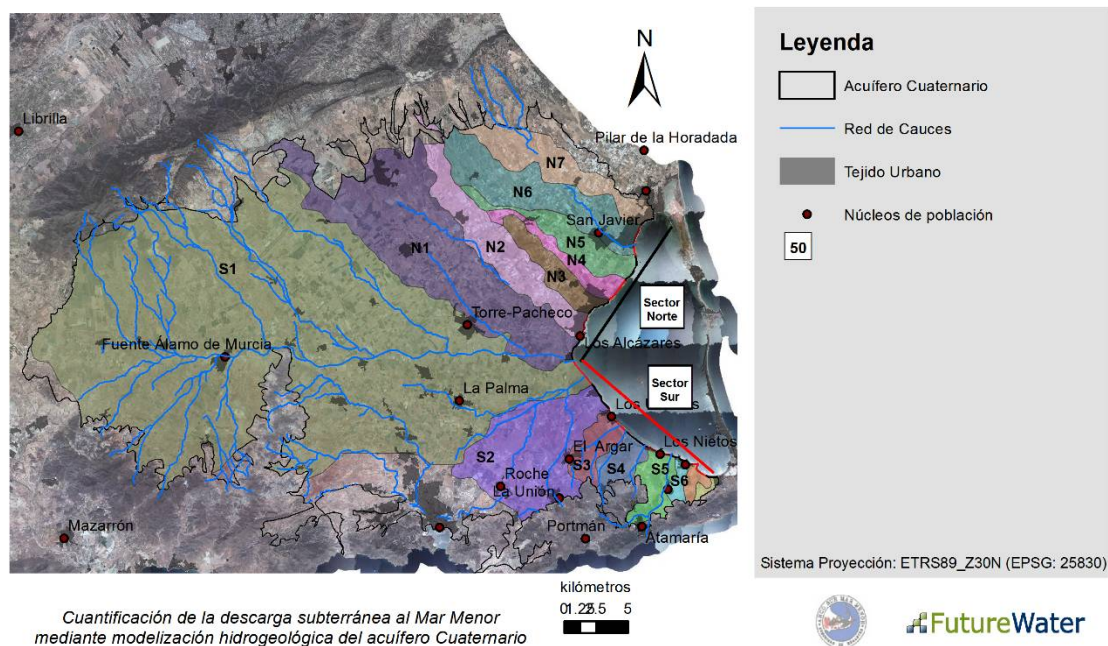 N
Librilla
Pilar de la Horadada
N7
N6
San Javier
N5
N4
N1
N2
N3
S1
Torre-Pacheco
Sector
Norte
Los Alcázares
Fuente Álamo de Murcia
La Palma
Sector
Sur
Los
Los Nietos
El Argar
S2
S3
S4
S5
S6
Roche
La Unión
Mazarrón
Portmán
Atamaría
Leyenda
Acuífero Cuaternario
Red de Cauces
Tejido Urbano
Núcleos de población
50
Sistema Proyección: ETRS89_Z30N (EPSG: 25830)
kilómetros
5
Cuantificación de la descarga subterránea al Mar Menor
mediante modelización hidrogeológica del acuífero Cuaternario
FutureWater